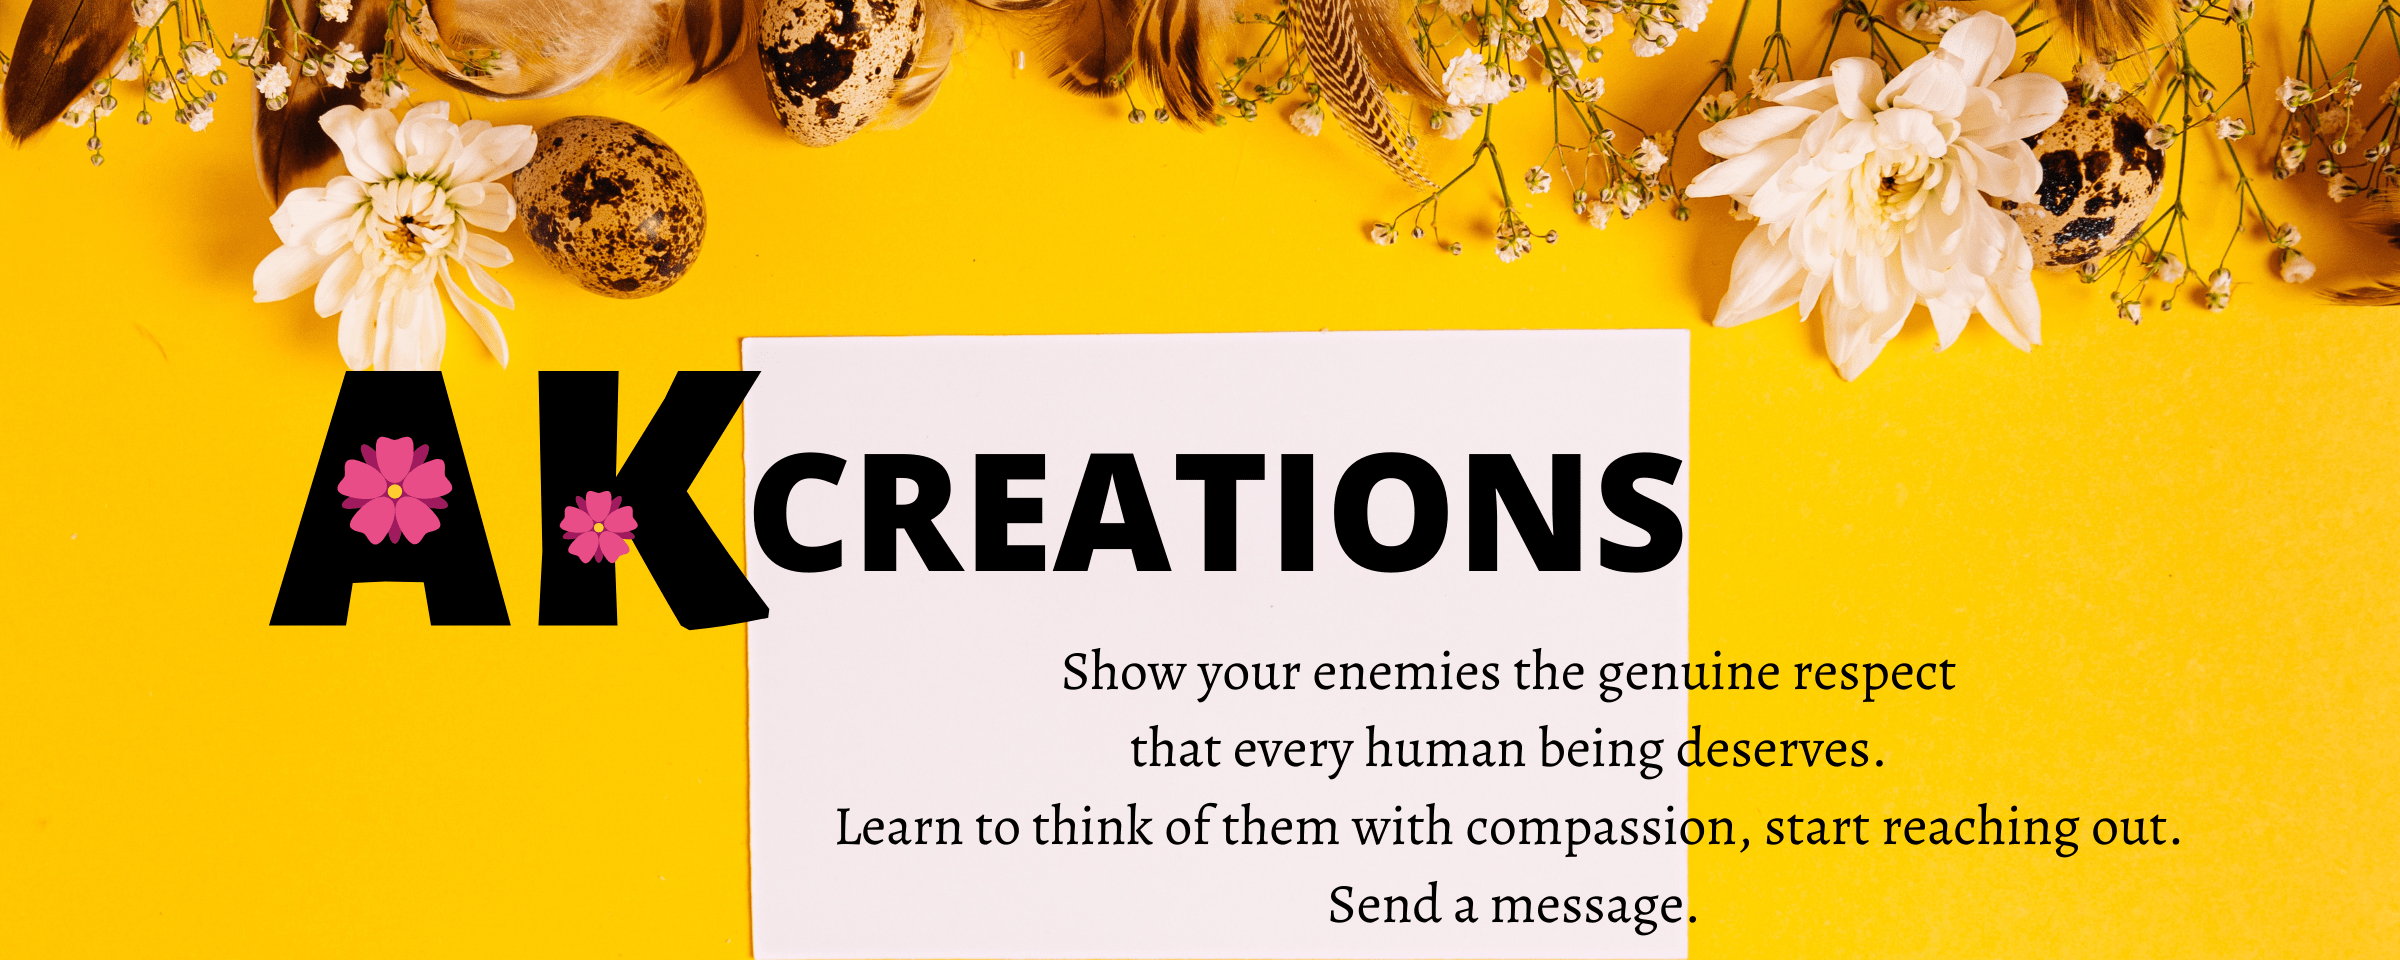 AK CREATIONS
Show your enemies the genuine respect
that every human being deserves.
Learn to think of them with compassion, start reaching out.
Send a message.